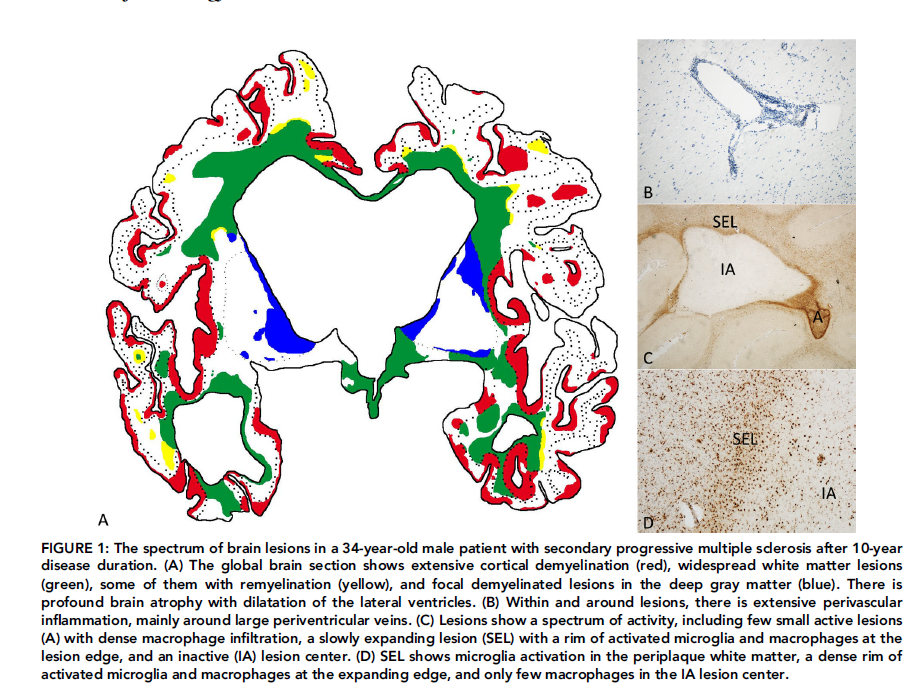 B
SEL
IA
A
C
SEL
IA
D
A
FIGURE 1: The spectrum of brain lesions in a 34-year-old male patient with secondary progressive multiple sclerosis after 10-year
disease duration. (A) The global brain section shows extensive cortical demyelination (red), widespread white matter lesions
(green), some of them with remyelination (yellow), and focal demyelinated lesions in the deep gray matter (blue). There is
profound brain atrophy with dilatation of the lateral ventricles. (B) Within and around lesions, there is extensive perivascular
inflammation, mainly around large periventricular veins. (C) Lesions show a spectrum of activity, including few small active lesions
(A) with dense macrophage infiltration, a slowly expanding lesion (SEL) with a rim of activated microglia and macrophages at the
lesion edge, and an inactive (IA) lesion center. (D) SEL shows microglia activation in the periplaque white matter, a dense rim of
activated microglia and macrophages at the expanding edge, and only few macrophages in the IA lesion center.